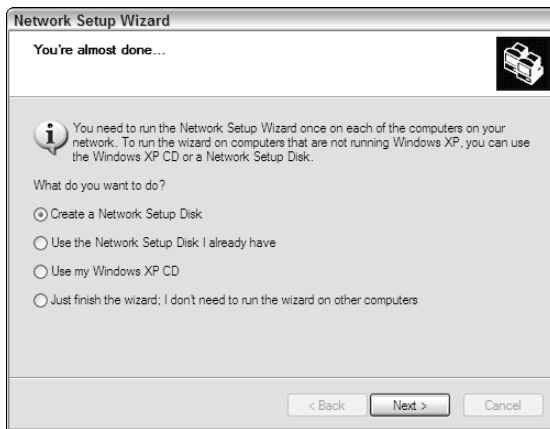 Network Setup Wizard
You're almost done...
You need to run the Network Setup Wizard once on each of the computers on your
network. To run the wizard on computers that are not running Windows XP, you can use
the Windows XP CD or a Network Setup Disk.
What do you want to do?
Create a Network Setup Disk
Use the Network Setup Disk I already have
Use my Windows XP CD
Just finish the wizard; I don't need to run the wizard on other computers
< Back Next > Cancel